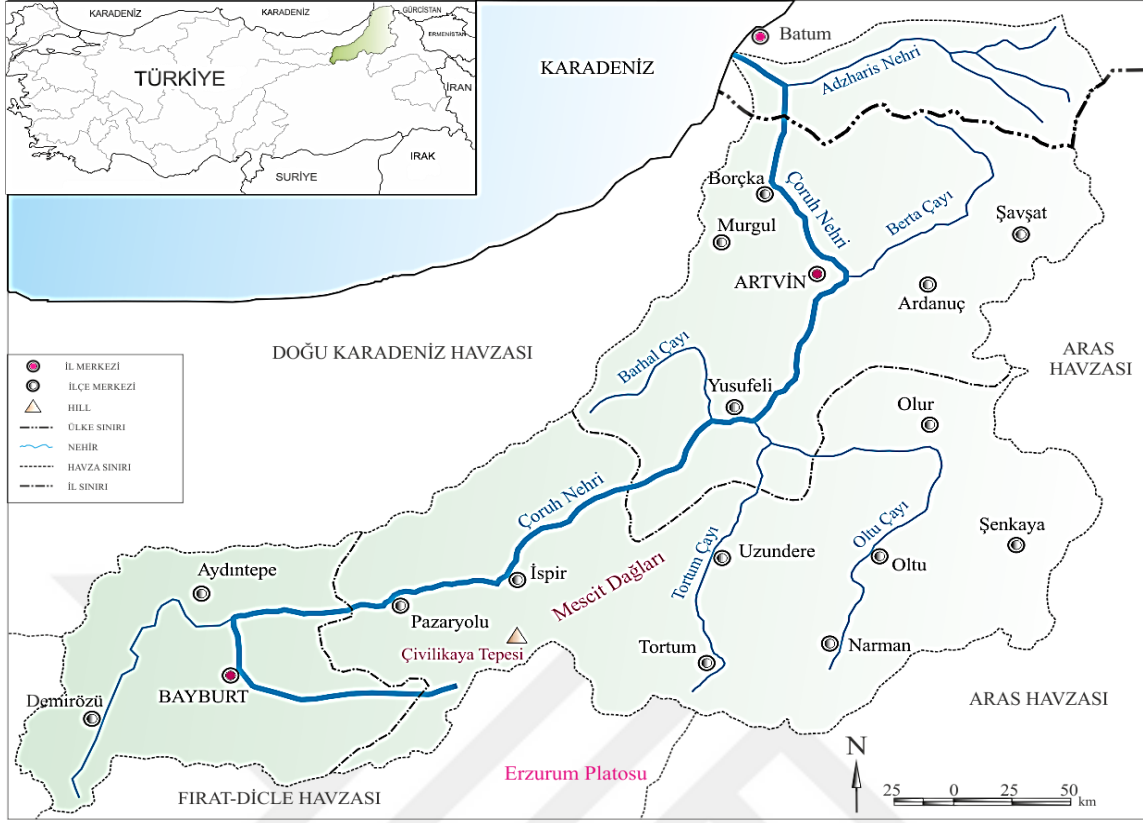 KARADENİZ
KARADENİZ
GÜRCİSTAN
ERMENİSTAN
TÜRKİYE
İRAN
IRAK
SURİYE
KARADENİZ
Batum
Adzharis Nehri
Borçka
Çoruh Nehri
Murgul
Berta Çayı
Şavşat
ARTVİN
Ardanuç
DOĞU KARADENİZ HAVZASI
Barhal Çayı
ARAS
HAVZASI
Yusufeli
Olur
İL MERKEZİ
İLÇE MERKEZİ
HILL
ÜLKE SINIRI
NEHİR
HAVZA SINIRI
İL SINIRI
Çoruh Nehri
Tortum Çayı
Oltu Çayı
Şenkaya
Uzundere
Oltu
Aydıntepe
İspir
Mescit Dağları
Pazaryolu
Çivilikaya Tepesi
Tortum
Narman
Demirözü
BAYBURT
ARAS HAVZASI
Erzurum Platosu
FIRAT-DİCLE HAVZASI
N
25 0 25 50
km